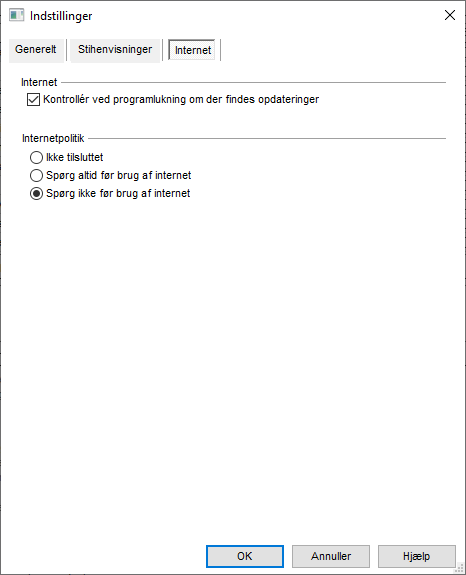 Indstillinger
Generelt
Stihenvisninger
Internet
Internet
Kontrollér ved programlukning om der findes opdateringer
Internetpolitik
Ikke tilsluttet
Spørg altid før brug af internet
Spørg ikke før brug af internet
OK
Annuller
Hjælp